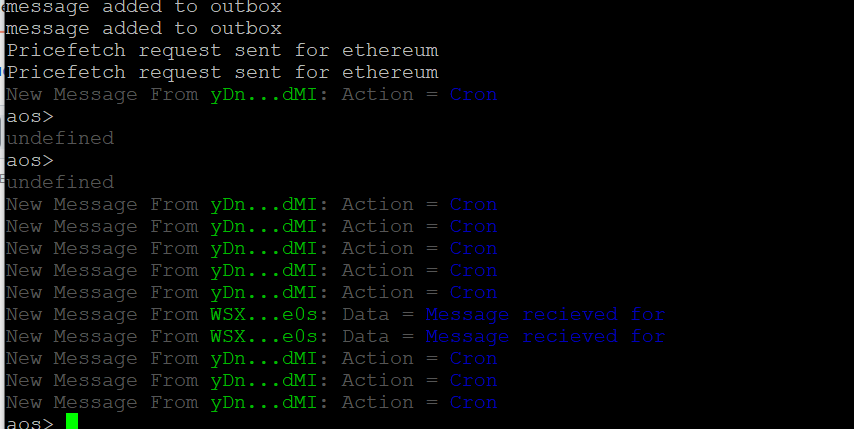 message added to outbox
message added to outbox
Pricefetch request sent for ethereum
Pricefetch request sent for ethereum
New Message From yDn...dMI: Action = Cron
aos>
undefined
aos>
undefined
New Message From yDn...dMI: Action = Cron
New Message From yDn...dMI: Action = Cron
New Message From yDn...dMI: Action = Cron
New Message From yDn...dMI: Action = Cron
New Message From yDn...dMI: Action = Cron
New Message From WSX...e0s: Data = Message recieved for
New Message From WSX...e0s: Data = Message recieved for
New Message From yDn...dMI: Action = Cron
New Message From yDn...dMI: Action = Cron
New Message From yDn...dMI: Action = Cron
aos>